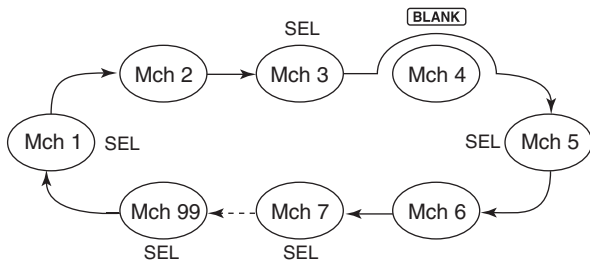 BLANK
SEL
Mch 2
Mch 3
Mch 4
Mch 1
SEL
SEL
Mch 5
Mch 99
Mch 7
Mch 6
SEL
SEL